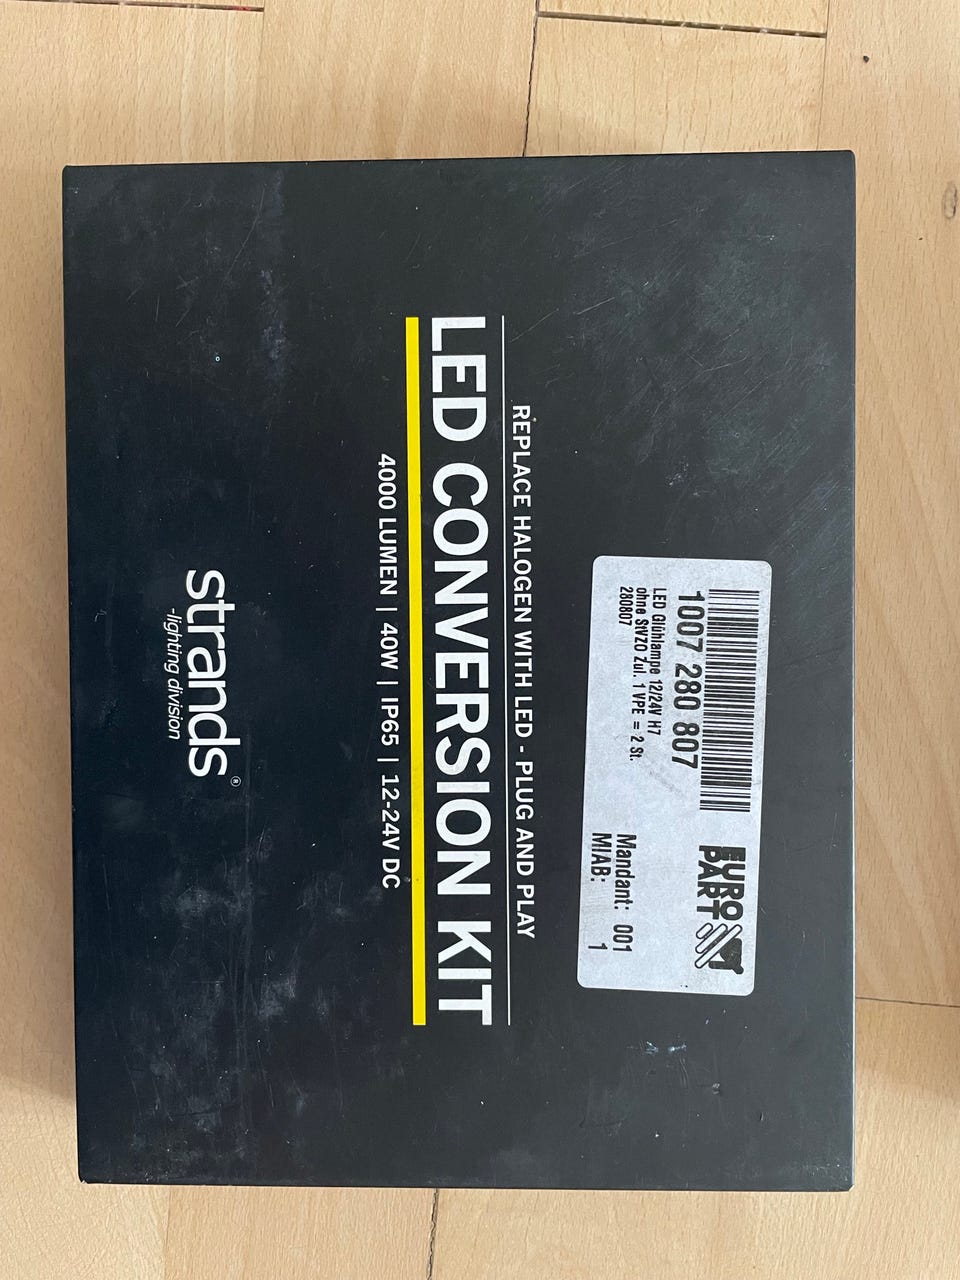 EURO
PART
1007 280 807
LED Glühlampe 12/24V H7
ohne StVZO Zul. 1 VPE = 2 St.
280807
Mandant: 001
MIAB: 1
REPLACE HALOGEN WITH LED - PLUG AND PLAY
LED CONVERSION KIT
4000 LUMEN | 40W | IP65 | 12-24V DC
strands®
-lighting division